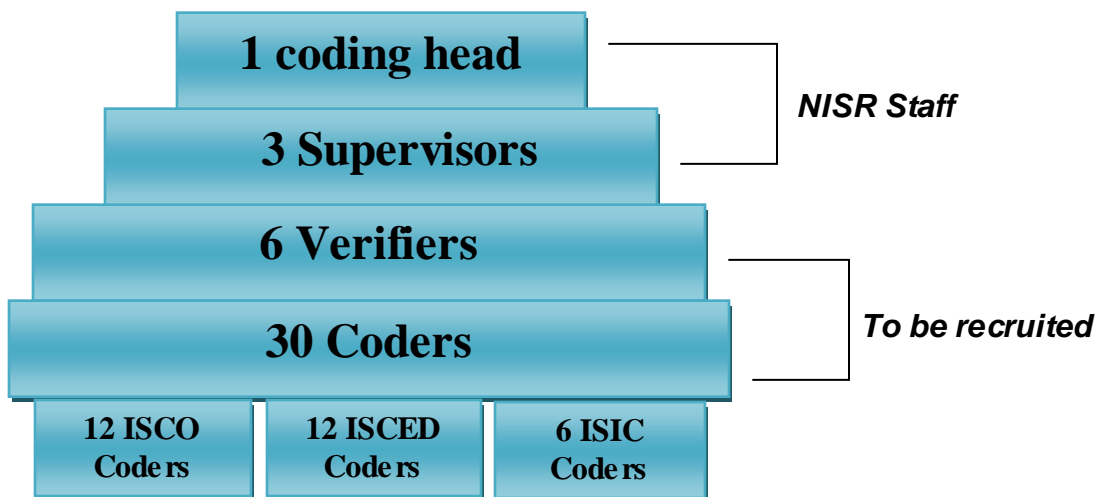 1 coding head
NISR Staff
3 Supervisors
6 Verifiers
To be recruited
30 Coders
12 ISCO
Coders
12 ISCED
Coders
6 ISIC
Coders